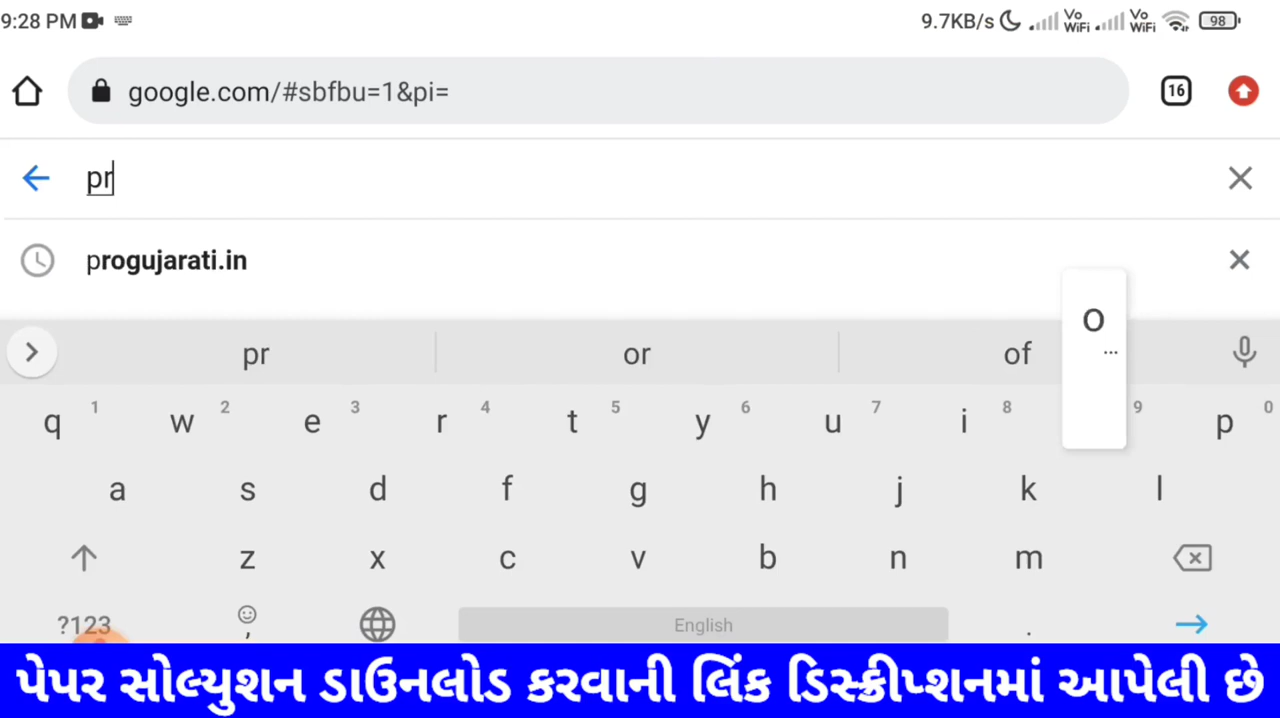 9:28 PM 9.7KB/s Vo WiFi Vo WiFi 98
google.com/#sbfbu=1&pi= 16
pr
progujarati.in
o
...
pr or of
q 1 w 2 e 3 r 4 t 5 y 6 u 7 i 8 9 p 0
a s d f g h j k l
z x c v b n m
?123 , English .
પેપર સોલ્યુશન ડાઉનલોડ કરવાની લિંક ડિસ્ક્રીપ્શનમાં આપેલી છે